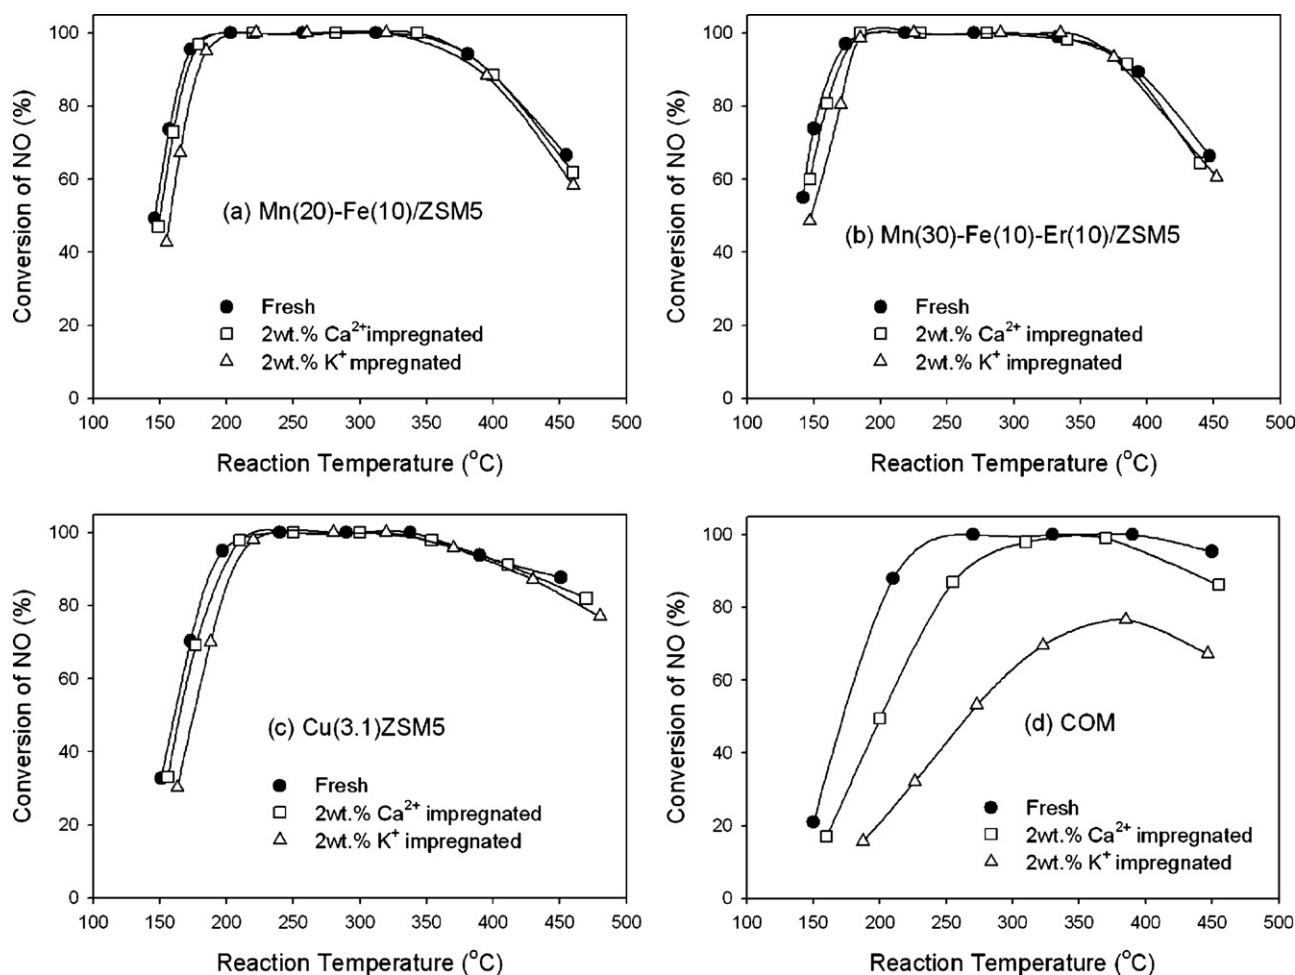 100
80
60
40
20
0
Conversion of NO (%)
(a) Mn(20)-Fe(10)/ZSM5
Fresh
2wt.% Ca²⁺impregnated
2wt.% K⁺ mpregnated
100 150 200 250 300 350 400 450 500
Reaction Temperature (°C)
100
80
60
40
20
0
Conversion of NO (%)
(b) Mn(30)-Fe(10)-Er(10)/ZSM5
Fresh
2wt.% Ca²⁺ impregnated
2wt.% K⁺ impregnated
100 150 200 250 300 350 400 450 500
Reaction Temperature (°C)
100
80
60
40
20
0
Conversion of NO (%)
(c) Cu(3.1)ZSM5
Fresh
2wt.% Ca²⁺ impregnated
2wt.% K⁺ impregnated
100 150 200 250 300 350 400 450 500
Reaction Temperature (°C)
100
80
60
40
20
0
Conversion of NO (%)
(d) COM
Fresh
2wt.% Ca²⁺ impregnated
2wt.% K⁺ impregnated
100 150 200 250 300 350 400 450 500
Reaction Temperature (°C)